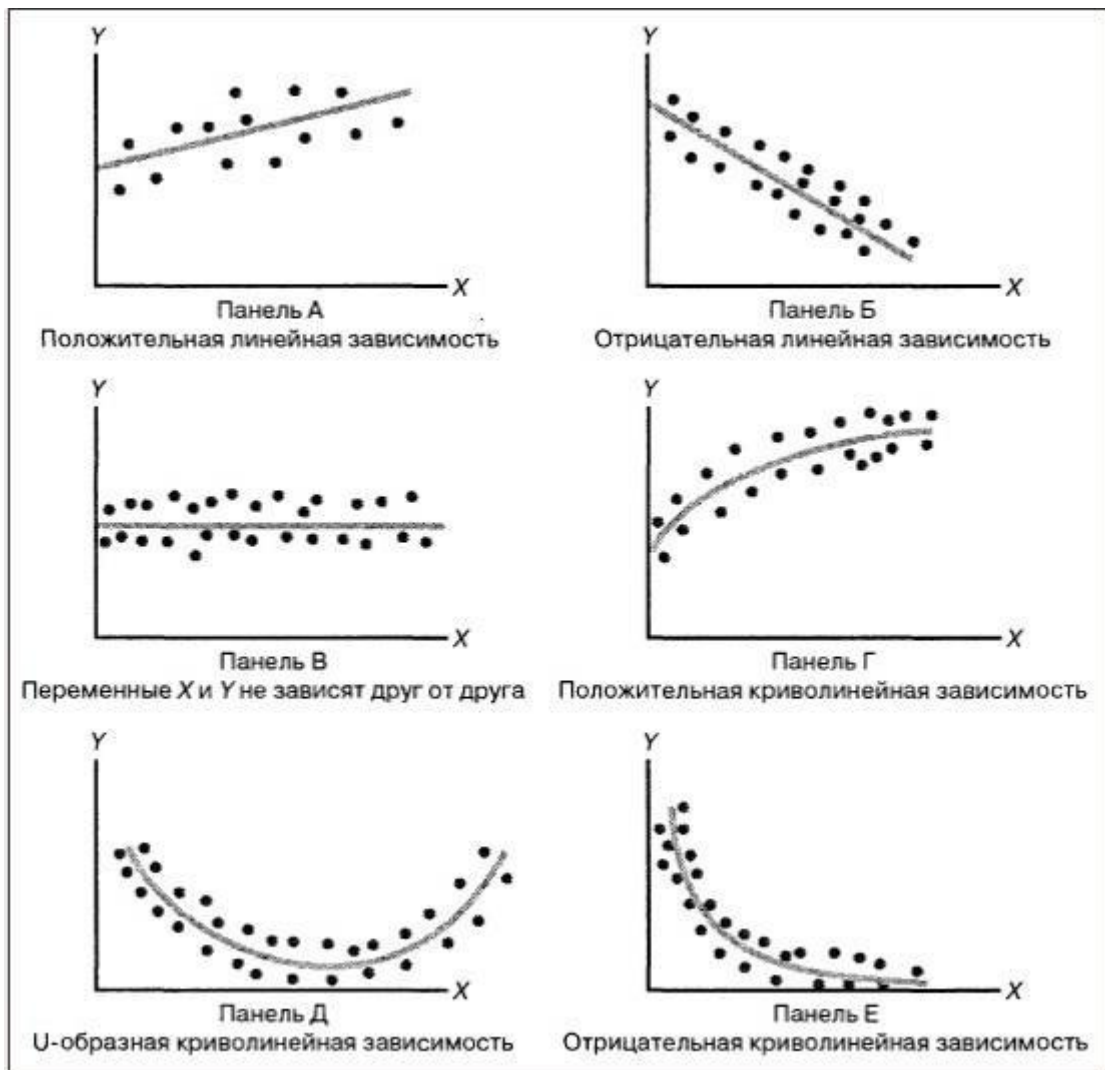 Y
Y
X
X
Панель А
Панель Б
Положительная линейная зависимость
Отрицательная линейная зависимость
Y
Y
X
X
Панель В
Панель Г
Переменные X и Y не зависят друг от друга
Положительная криволинейная зависимость
Y
Y
X
X
Панель Д
Панель Е
U-образная криволинейная зависимость
Отрицательная криволинейная зависимость